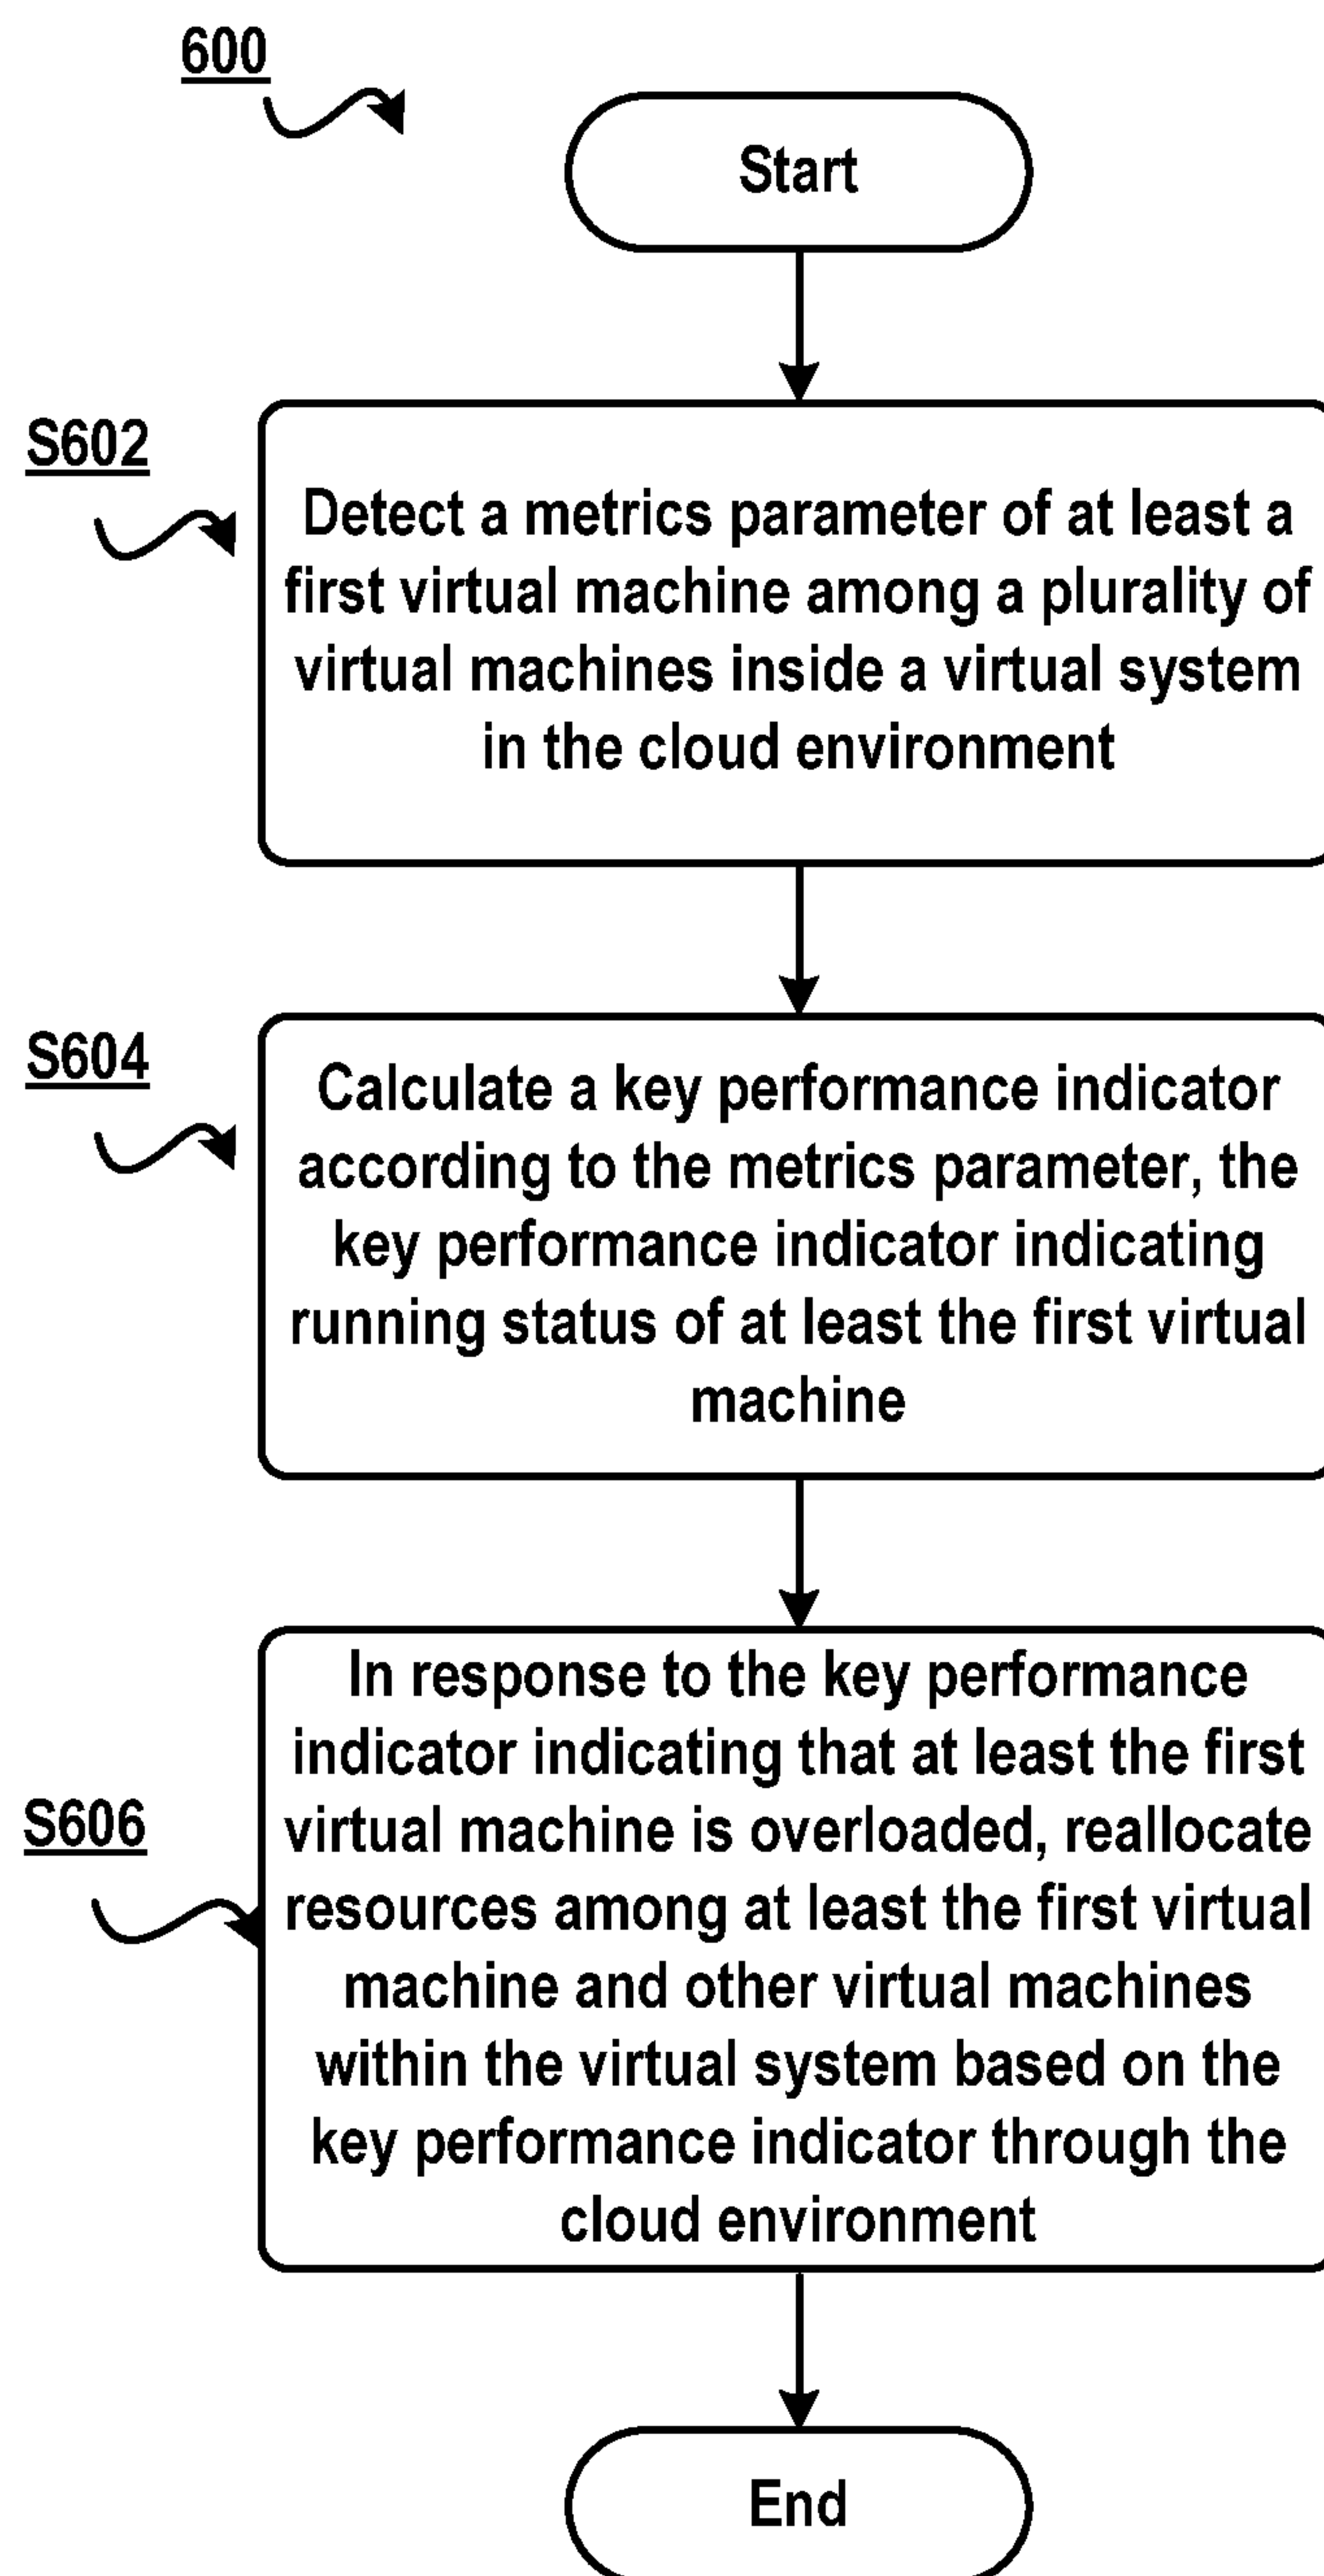 600
Start
S602
Detect a metrics parameter of at least a
first virtual machine among a plurality of
virtual machines inside a virtual system
in the cloud environment
S604
Calculate a key performance indicator
according to the metrics parameter, the
key performance indicator indicating
running status of at least the first virtual
machine
S606
In response to the key performance
indicator indicating that at least the first
virtual machine is overloaded, reallocate
resources among at least the first virtual
machine and other virtual machines
within the virtual system based on the
key performance indicator through the
cloud environment
End